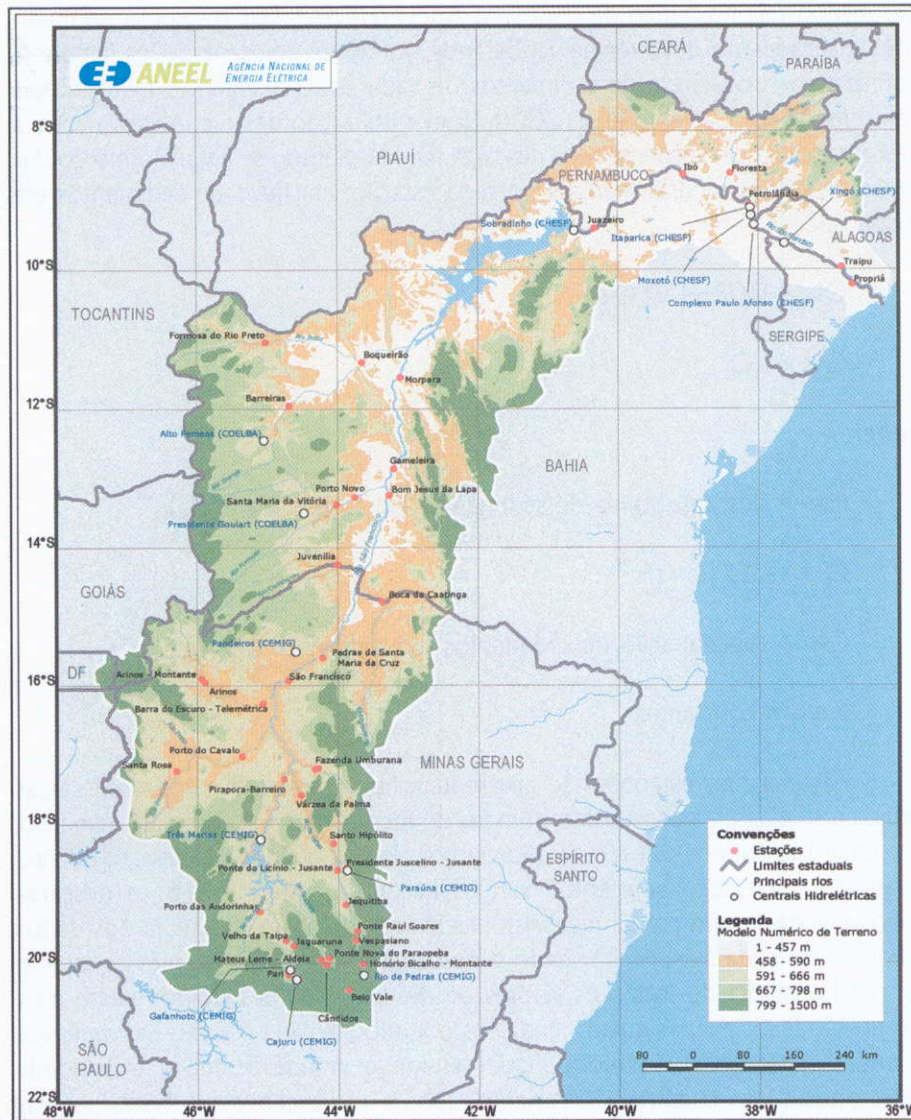 ANEEL AGÊNCIA NACIONAL DE
ENERGIA ELÉTRICA
CEARÁ
PARAÍBA
8°S
PIAUÍ
PERNAMBUCO
Ibó
Floresta
Petrolândia
Xingó (CHESF)
Sobradinho (CHESF)
Juazeiro
Itaparica (CHESF)
Rio São Francisco
ALAGOAS
Traipu
10°S
Moxotó (CHESF)
Propriá
Complexo Paulo Afonso (CHESF)
TOCANTINS
SERGIPE
Formosa do Rio Preto
Boqueirão
Morpara
Barreiras
12°S
Alto Femeas (COELBA)
Gameleira
BAHIA
Porto Novo
Bom Jesus da Lapa
Santa Maria da Vitória
Presidente Goulart (COELBA)
Rio São Francisco
14°S
Juvenília
GOIÁS
Boca da Caatinga
Pandeiros (CEMIG)
Pedras de Santa
Maria da Cruz
DF
Arinos - Montante
São Francisco
16°S
Arinos
Barra do Escuro - Telemétrica
Porto do Cavalo
Santa Rosa
Fazenda Umburana
MINAS GERAIS
Pirapora-Barreiro
Várzea da Palma
18°S
Três Marias (CEMIG)
Santo Hipólito
Ponte do Licínio - Jusante
Presidente Juscelino - Jusante
Paraúna (CEMIG)
ESPÍRITO
SANTO
Porto das Andorinhas
Jequitiba
Ponte Raul Soares
Velho da Taipa
Jaguaruna
Vespasiano
20°S
Mateus Leme - Aldeia
Ponte Nova do Paraopeba
Honório Bicalho - Montante
Pari
Rio de Pedras (CEMIG)
Belo Vale
Gafanhoto (CEMIG)
Cândidos
Cajuru (CEMIG)
SÃO
PAULO
22°S
48°W
46°W
44°W
42°W
40°W
38°W
36°W
Convenções
Estações
Limites estaduais
Principais rios
Centrais Hidrelétricas
Legenda
Modelo Numérico de Terreno
1 - 457 m
458 - 590 m
591 - 666 m
667 - 798 m
799 - 1500 m
80 0 80 160 240 km